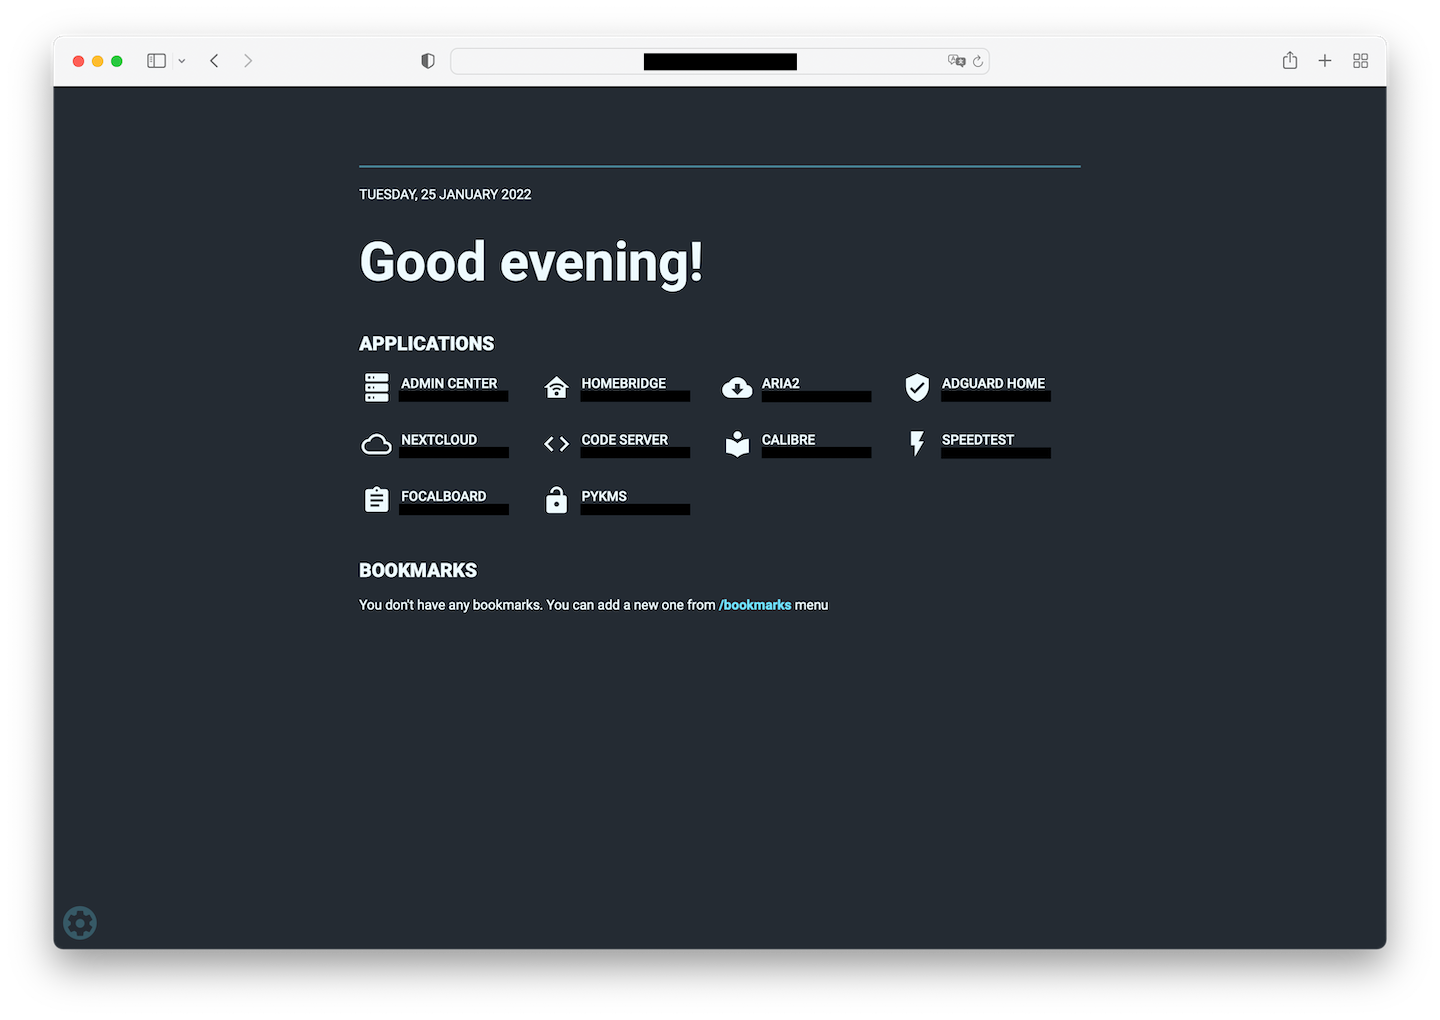 TUESDAY, 25 JANUARY 2022
Good evening!
APPLICATIONS
ADMIN CENTER HOMEBRIDGE ARIA2 ADGUARD HOME
NEXTCLOUD CODE SERVER CALIBRE SPEEDTEST
FOCALBOARD PYKMS
BOOKMARKS
You don't have any bookmarks. You can add a new one from /bookmarks menu